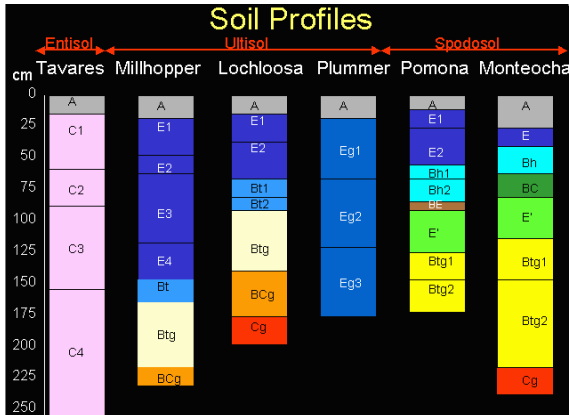 Soil Profiles
Entisol Ultisol Spodosol
cm Tavares Millhopper Lochloosa Plummer Pomona Monteocha
0
25
50
75
100
125
150
175
200
225
250
A
C1
C2
C3
C4
A
E1
E2
E3
E4
Bt
Btg
BCg
A
E1
E2
Bt1
Bt2
Btg
BCg
Cg
A
Eg1
Eg2
Eg3
A
E1
E2
Bh1
Bh2
BE
E'
Btg1
Btg2
A
E
Bh
BC
E'
Btg1
Btg2
Cg